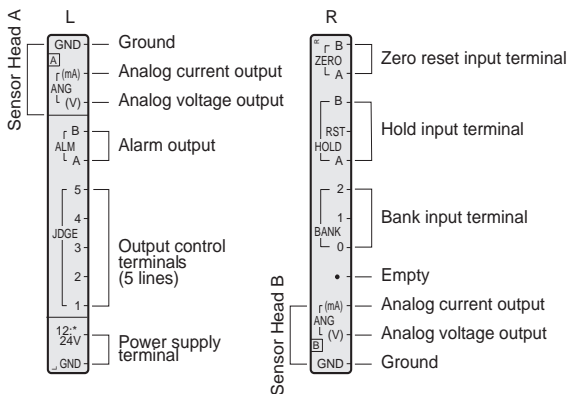 L
Sensor Head A
GND
Ground
A
(mA)
Analog current output
ANG
(V)
Analog voltage output
B
ALM
Alarm output
A
5
4
JDGE
3
Output control
terminals
(5 lines)
2
1
12:*
24V
Power supply
terminal
GND
R
R
B
ZERO
Zero reset input terminal
A
B
RST
Hold input terminal
HOLD
A
2
1
Bank input terminal
BANK
0
Empty
Sensor Head B
(mA)
Analog current output
ANG
(V)
Analog voltage output
B
GND
Ground